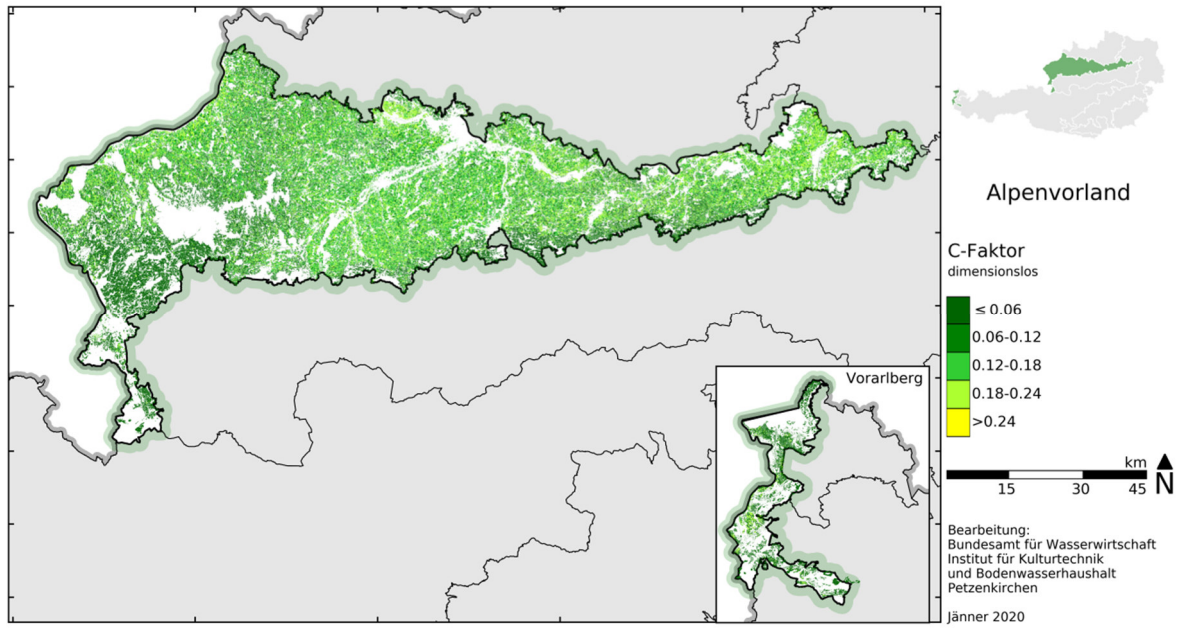 Alpenvorland
C-Faktor
dimensionslos
≤ 0.06
0.06-0.12
0.12-0.18
0.18-0.24
>0.24
Vorarlberg
km
15 30 45
N
Bearbeitung:
Bundesamt für Wasserwirtschaft
Institut für Kulturtechnik
und Bodenwasserhaushalt
Petzenkirchen
Jänner 2020